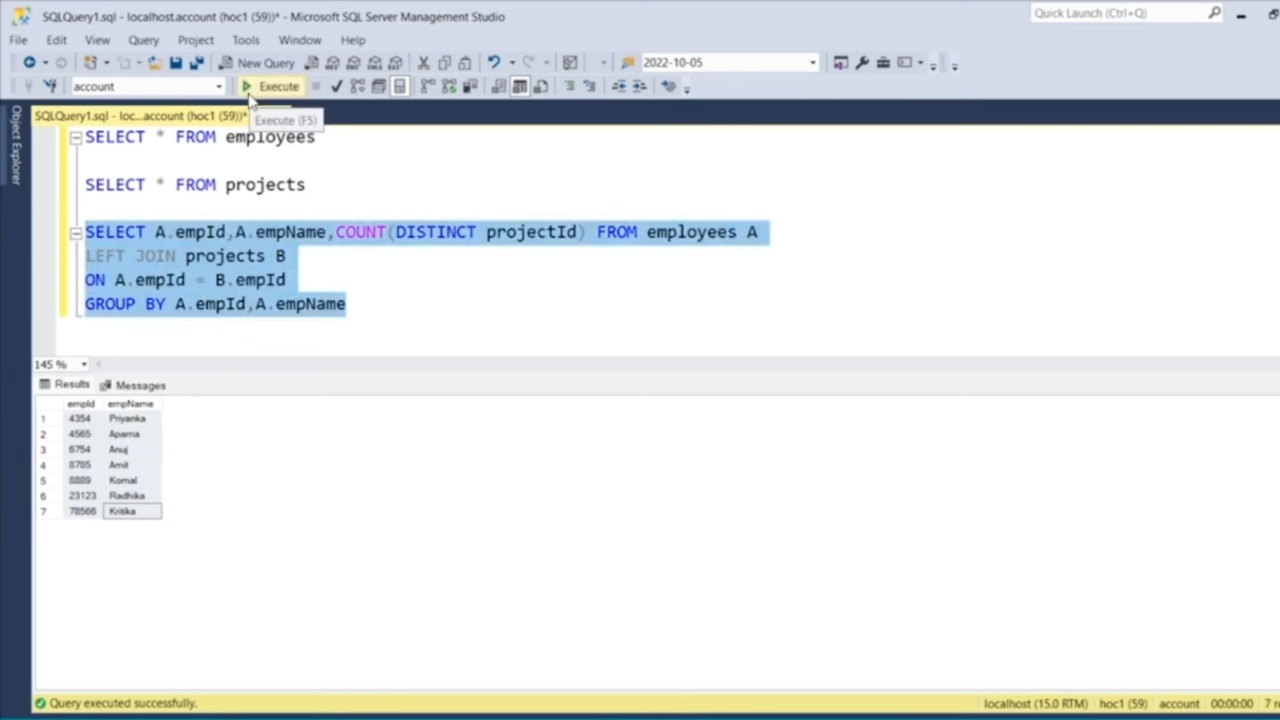 SQLQuery1.sql - localhost.account (hoc1 (59))* - Microsoft SQL Server Management Studio
Quick Launch (Ctrl+Q)
File Edit View Query Project Tools Window Help
New Query
2022-10-05
account
Execute
SQLQuery1.sql - loc...account (hoc1 (59))*
Execute (F5)
Object Explorer
SELECT * FROM employees
SELECT * FROM projects
SELECT A.empId,A.empName,COUNT(DISTINCT projectId) FROM employees A
LEFT JOIN projects B
ON A.empId = B.empId
GROUP BY A.empId,A.empName
145 %
Results Messages
empId empName
1 4354 Priyanka
2 4565 Aparna
3 6754 Anuj
4 8785 Amit
5 8889 Komal
6 23123 Radhika
7 78566 Kritika
Query executed successfully.
localhost (15.0 RTM) hoc1 (59) account 00:00:00 7